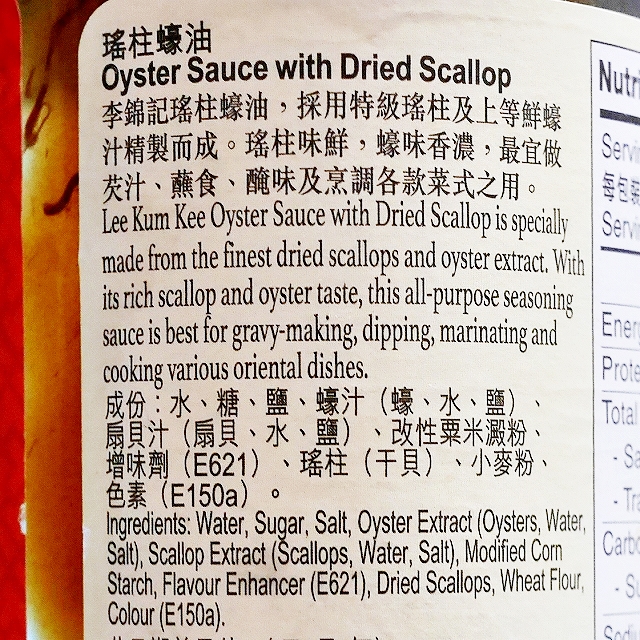 瑤柱蠔油
Oyster Sauce with Dried Scallop
李錦記瑤柱蠔油，採用特級瑤柱及上等鮮蠔
汁精製而成。瑤柱味鮮，蠔味香濃，最宜做
芡汁、蘸食、醃味及烹調各款菜式之用。
Lee Kum Kee Oyster Sauce with Dried Scallop is specially
made from the finest dried scallops and oyster extract. With
its rich scallop and oyster taste, this all-purpose seasoning
sauce is best for gravy-making, dipping, marinating and
cooking various oriental dishes.
成份：水、糖、鹽、蠔汁（蠔、水、鹽）、
扇貝汁（扇貝、水、鹽）、改性粟米澱粉、
增味劑（E621）、瑤柱（干貝）、小麥粉、
色素（E150a）。
Ingredients: Water, Sugar, Salt, Oyster Extract (Oysters, Water,
Salt), Scallop Extract (Scallops, Water, Salt), Modified Corn
Starch, Flavour Enhancer (E621), Dried Scallops, Wheat Flour,
Colour (E150a).
Total